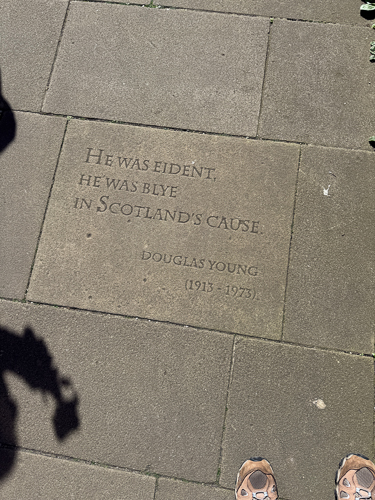 He was eident,
he was blye
in Scotland's cause.
Douglas Young
(1913 - 1973)